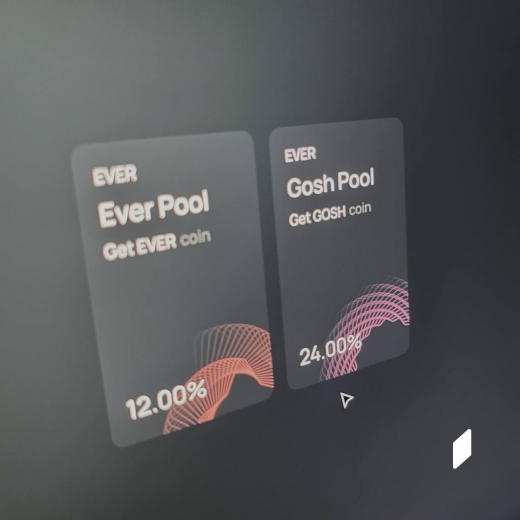 EVER
Ever Pool
Get EVER coin
12.00%
EVER
Gosh Pool
Get GOSH coin
24.00%